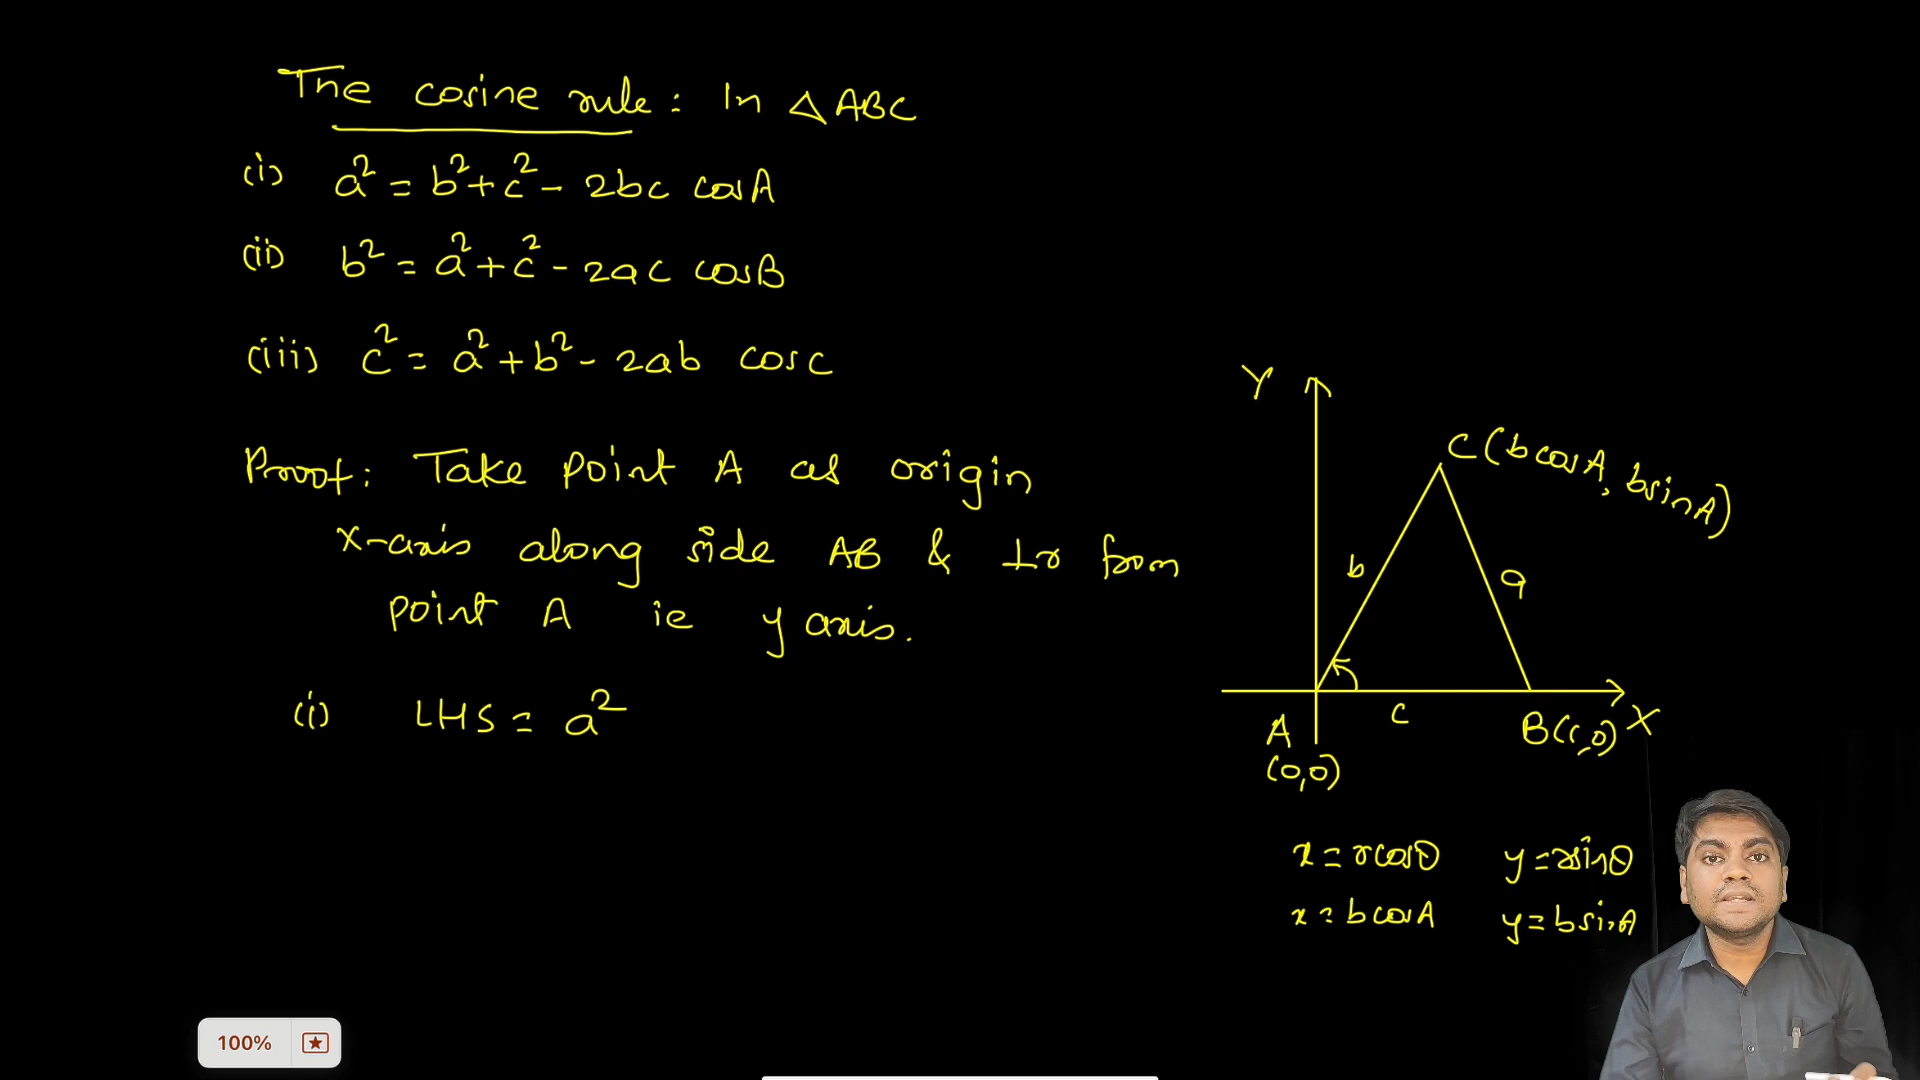 The cosine rule: In △ABC
(i) a² = b² + c² - 2bc cosA
(ii) b² = a² + c² - 2ac cosB
(iii) c² = a² + b² - 2ab cosC
Proof: Take point A as origin
x-axis along side AB & ⊥r from
point A ie y axis.
(i) LHS = a²
Y
C(bcosA, bsinA)
b
a
c
A
(0,0)
B(c,0)
X
x = rcosθ y = rsinθ
x = bcosA y = bsinA
100%